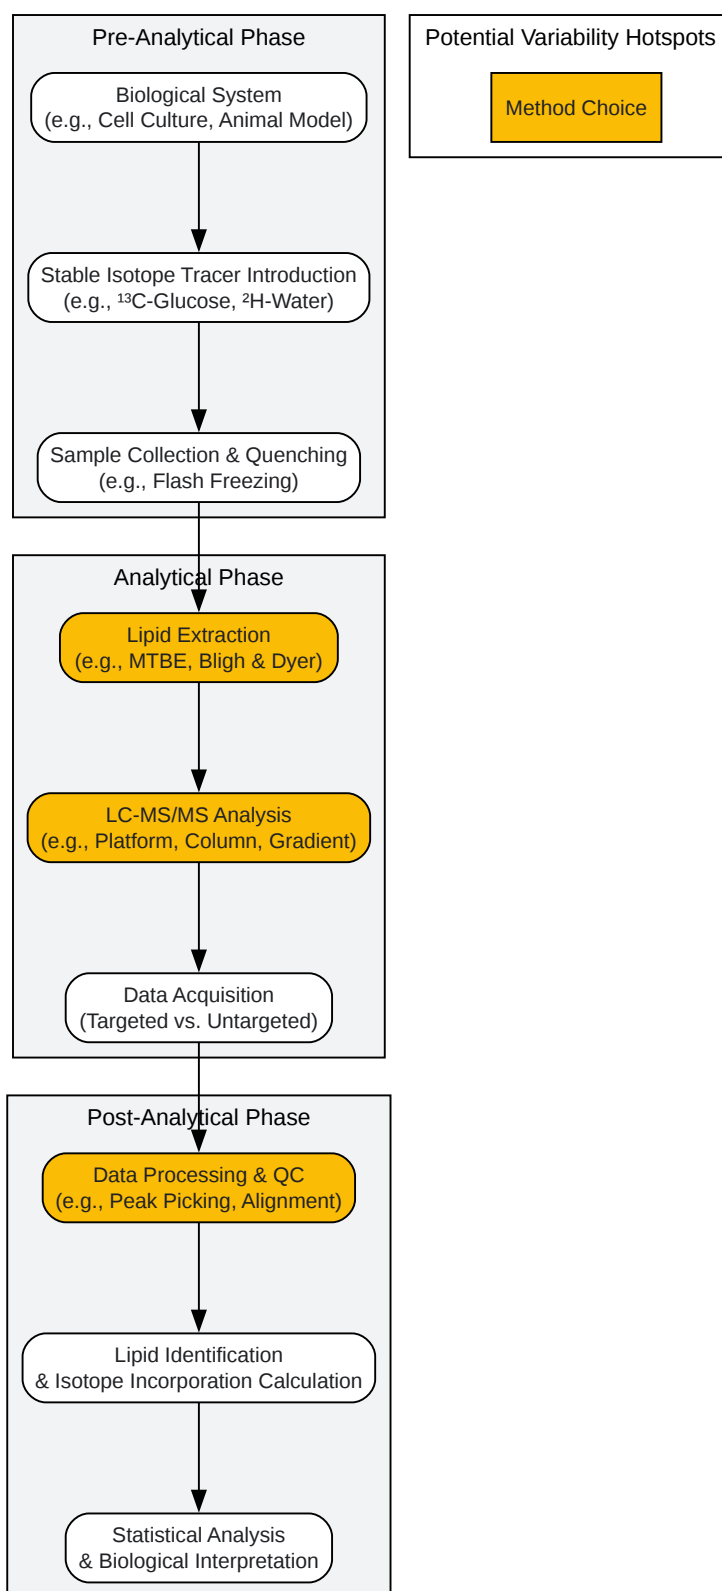 Pre-Analytical Phase
Biological System
(e.g., Cell Culture, Animal Model)
Stable Isotope Tracer Introduction
(e.g., ¹³C-Glucose, ²H-Water)
Sample Collection & Quenching
(e.g., Flash Freezing)
Analytical Phase
Lipid Extraction
(e.g., MTBE, Bligh & Dyer)
LC-MS/MS Analysis
(e.g., Platform, Column, Gradient)
Data Acquisition
(Targeted vs. Untargeted)
Post-Analytical Phase
Data Processing & QC
(e.g., Peak Picking, Alignment)
Lipid Identification
& Isotope Incorporation Calculation
Statistical Analysis
& Biological Interpretation
Potential Variability Hotspots
Method Choice